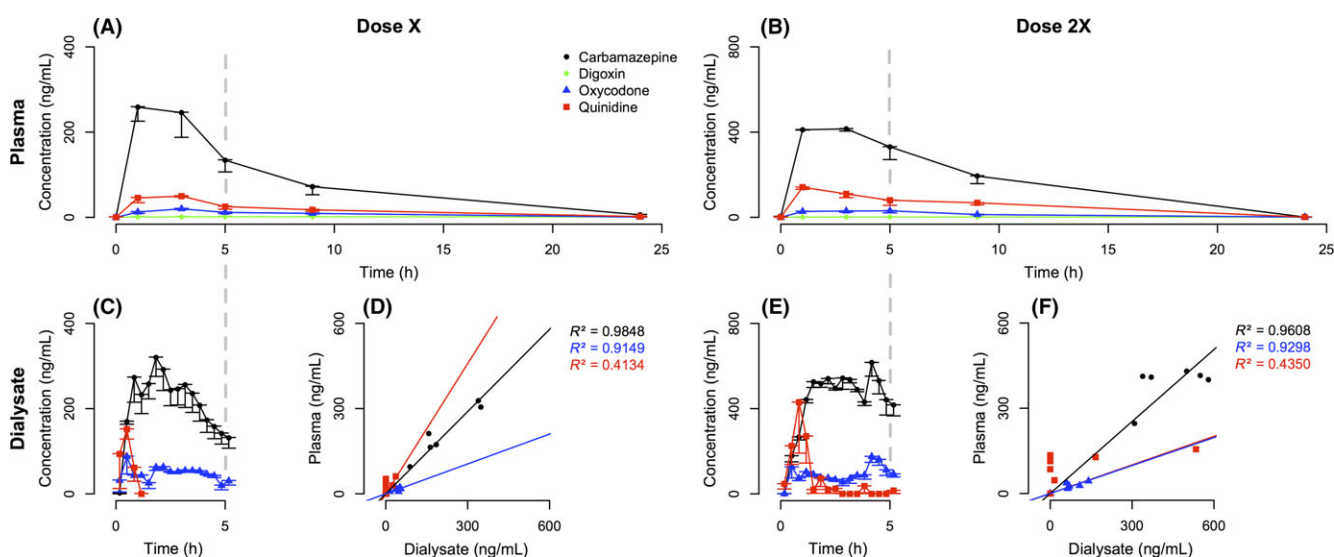 Dose X
Dose 2X
Plasma
Dialysate
(A)
Concentration (ng/mL)
400
200
0
0 5 10 15 20 25
Time (h)
Carbamazepine
Digoxin
Oxycodone
Quinidine
(B)
Concentration (ng/mL)
800
400
0
0 5 10 15 20 25
Time (h)
(C)
Concentration (ng/mL)
400
200
0
0 5
Time (h)
(D)
Plasma (ng/mL)
600
300
0
0 300 600
Dialysate (ng/mL)
R² = 0.9848
R² = 0.9149
R² = 0.4134
(E)
Concentration (ng/mL)
800
400
0
0 5
Time (h)
(F)
Plasma (ng/mL)
600
300
0
0 300 600
Dialysate (ng/mL)
R² = 0.9608
R² = 0.9298
R² = 0.4350